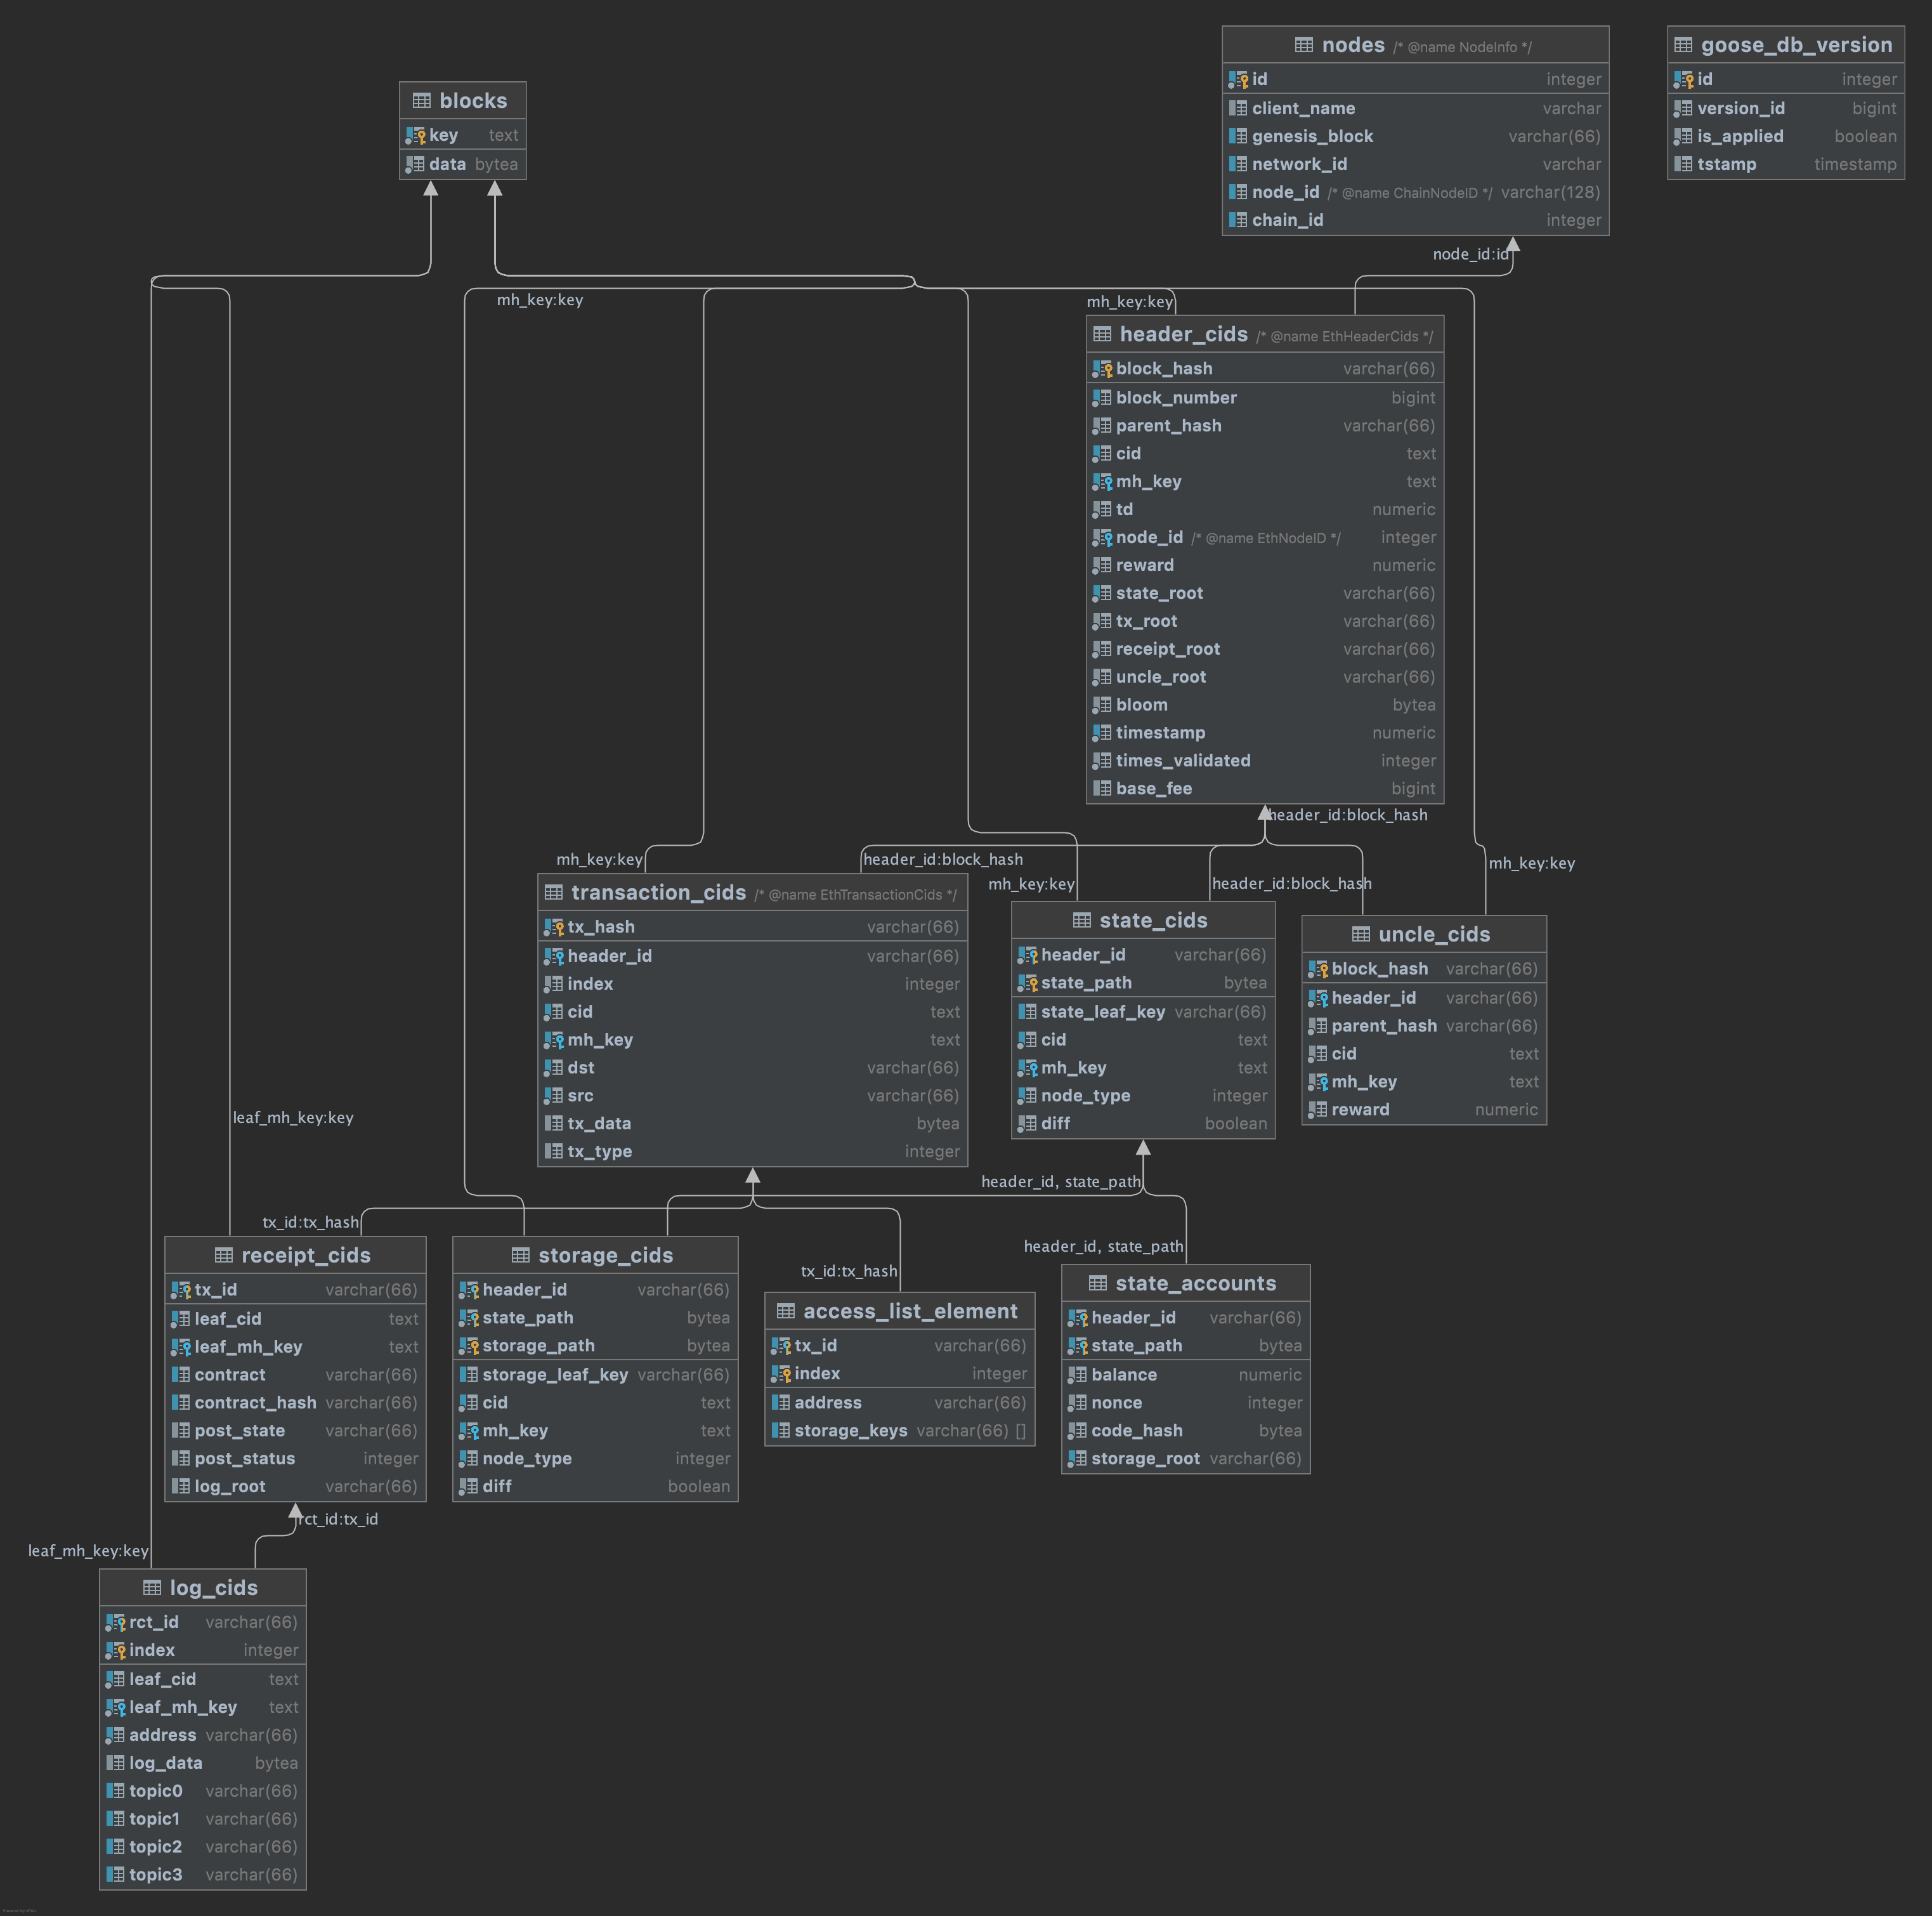 nodes /* @name NodeInfo */
id integer
client_name varchar
genesis_block varchar(66)
network_id varchar
node_id /* @name ChainNodeID */ varchar(128)
chain_id integer
goose_db_version
id integer
version_id bigint
is_applied boolean
tstamp timestamp
blocks
key text
data bytea
node_id:id
mh_key:key
mh_key:key
header_cids /* @name EthHeaderCids */
block_hash varchar(66)
block_number bigint
parent_hash varchar(66)
cid text
mh_key text
td numeric
node_id /* @name EthNodeID */ integer
reward numeric
state_root varchar(66)
tx_root varchar(66)
receipt_root varchar(66)
uncle_root varchar(66)
bloom bytea
timestamp numeric
times_validated integer
base_fee bigint
header_id:block_hash
mh_key:key
header_id:block_hash
mh_key:key
header_id:block_hash
mh_key:key
transaction_cids /* @name EthTransactionCids */
tx_hash varchar(66)
header_id varchar(66)
index integer
cid text
mh_key text
dst varchar(66)
src varchar(66)
tx_data bytea
tx_type integer
state_cids
header_id varchar(66)
state_path bytea
state_leaf_key varchar(66)
cid text
mh_key text
node_type integer
diff boolean
uncle_cids
block_hash varchar(66)
header_id varchar(66)
parent_hash varchar(66)
cid text
mh_key text
reward numeric
leaf_mh_key:key
header_id, state_path
tx_id:tx_hash
header_id, state_path
tx_id:tx_hash
receipt_cids
tx_id varchar(66)
leaf_cid text
leaf_mh_key text
contract varchar(66)
contract_hash varchar(66)
post_state varchar(66)
post_status integer
log_root varchar(66)
storage_cids
header_id varchar(66)
state_path bytea
storage_path bytea
storage_leaf_key varchar(66)
cid text
mh_key text
node_type integer
diff boolean
access_list_element
tx_id varchar(66)
index integer
address varchar(66)
storage_keys varchar(66) []
state_accounts
header_id varchar(66)
state_path bytea
balance numeric
nonce integer
code_hash bytea
storage_root varchar(66)
rct_id:tx_id
leaf_mh_key:key
log_cids
rct_id varchar(66)
index integer
leaf_cid text
leaf_mh_key text
address varchar(66)
log_data bytea
topic0 varchar(66)
topic1 varchar(66)
topic2 varchar(66)
topic3 varchar(66)